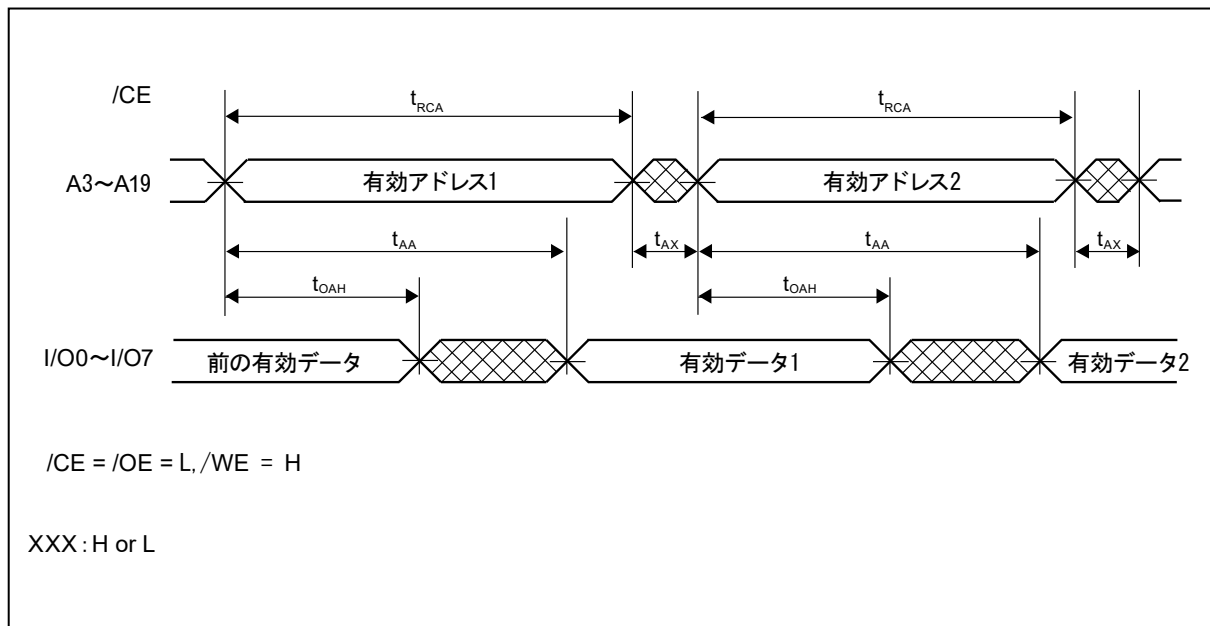 /CE
tRCA
tRCA
A3～A19
有効アドレス1
有効アドレス2
tAA
tAX
tAA
tAX
tOAH
tOAH
I/O0～I/O7
前の有効データ
有効データ1
有効データ2
/CE = /OE = L, /WE = H
XXX : H or L